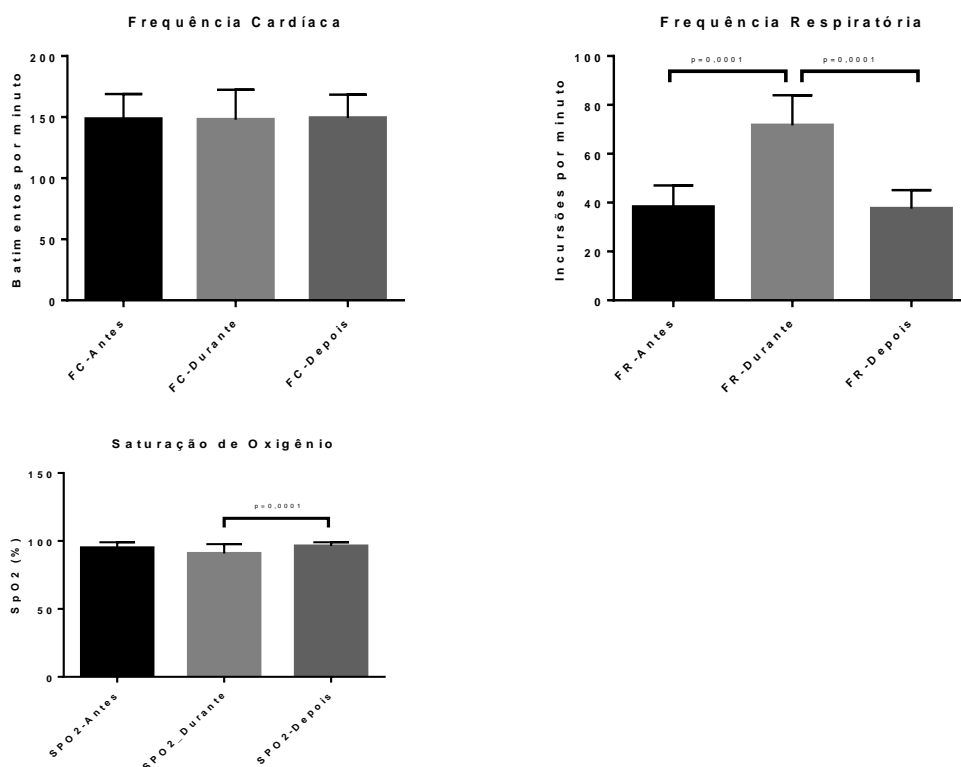 Frequência Cardíaca
Batimentos por minuto
200
150
100
50
0
FC-Antes
FC-Durante
FC-Depois
Frequência Respiratória
Incursões por minuto
100
80
60
40
20
0
p=0,0001
p=0,0001
FR-Antes
FR-Durante
FR-Depois
Saturação de Oxigênio
SpO2 (%)
150
100
50
0
p=0,0001
SPO2-Antes
SPO2_Durante
SPO2-Depois